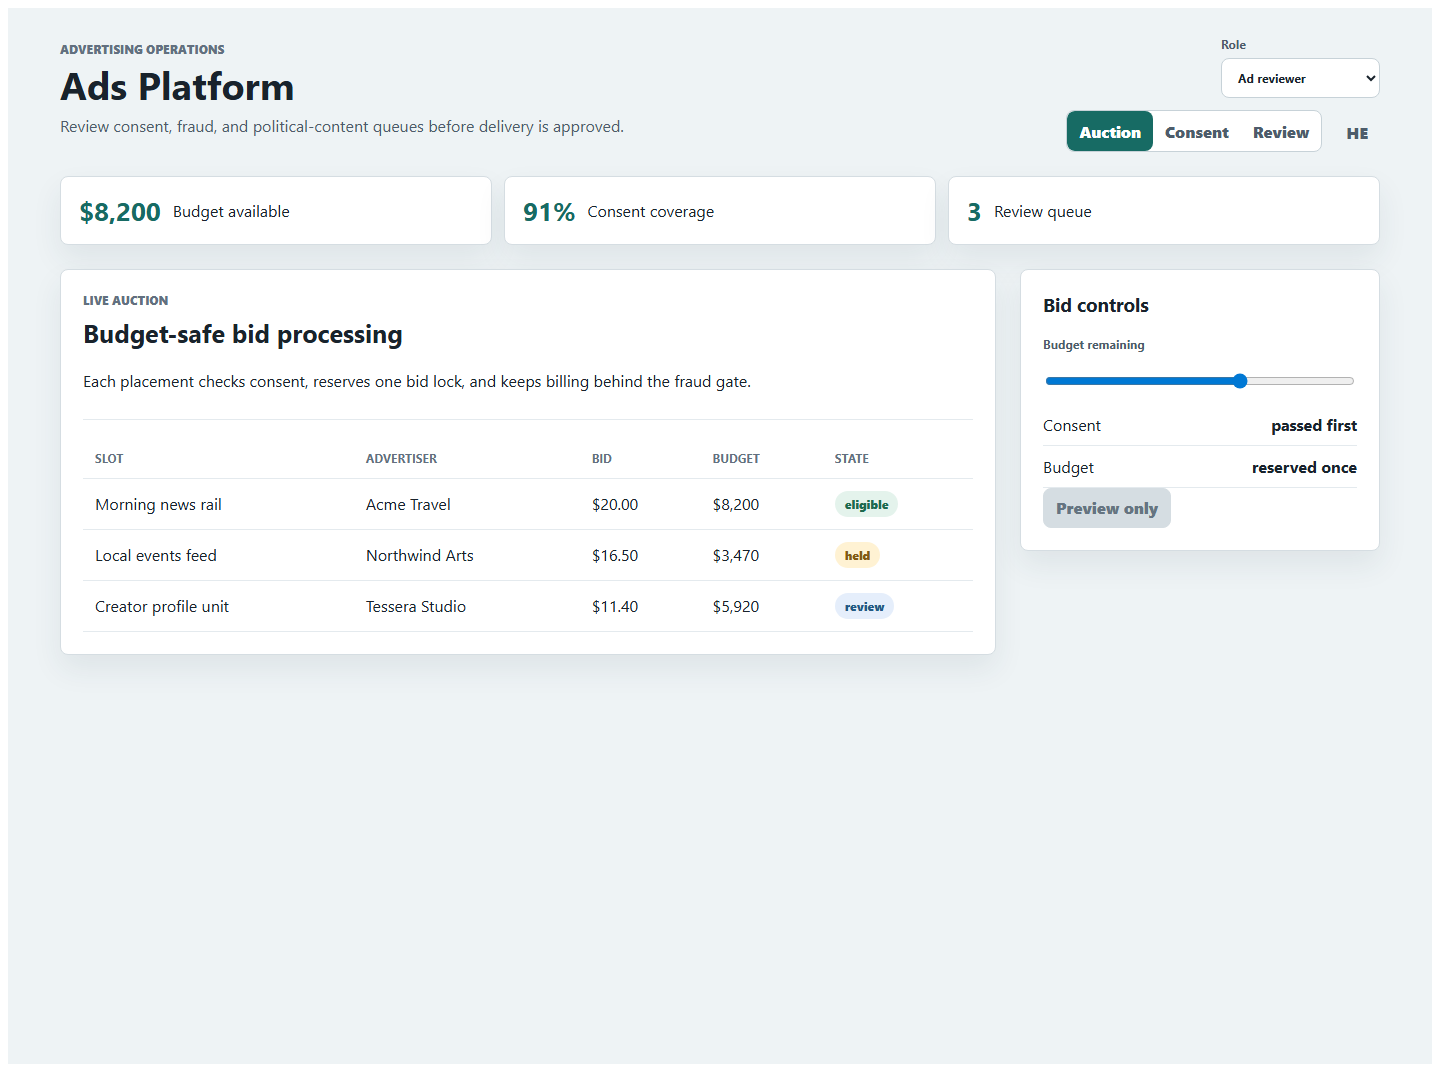 ADVERTISING OPERATIONS
Ads Platform
Review consent, fraud, and political-content queues before delivery is approved.
Role
Ad reviewer
Auction Consent Review HE
$8,200 Budget available
91% Consent coverage
3 Review queue
LIVE AUCTION
Budget-safe bid processing
Each placement checks consent, reserves one bid lock, and keeps billing behind the fraud gate.
SLOT ADVERTISER BID BUDGET STATE
Morning news rail Acme Travel $20.00 $8,200 eligible
Local events feed Northwind Arts $16.50 $3,470 held
Creator profile unit Tessera Studio $11.40 $5,920 review
Bid controls
Budget remaining
Consent passed first
Budget reserved once
Preview only